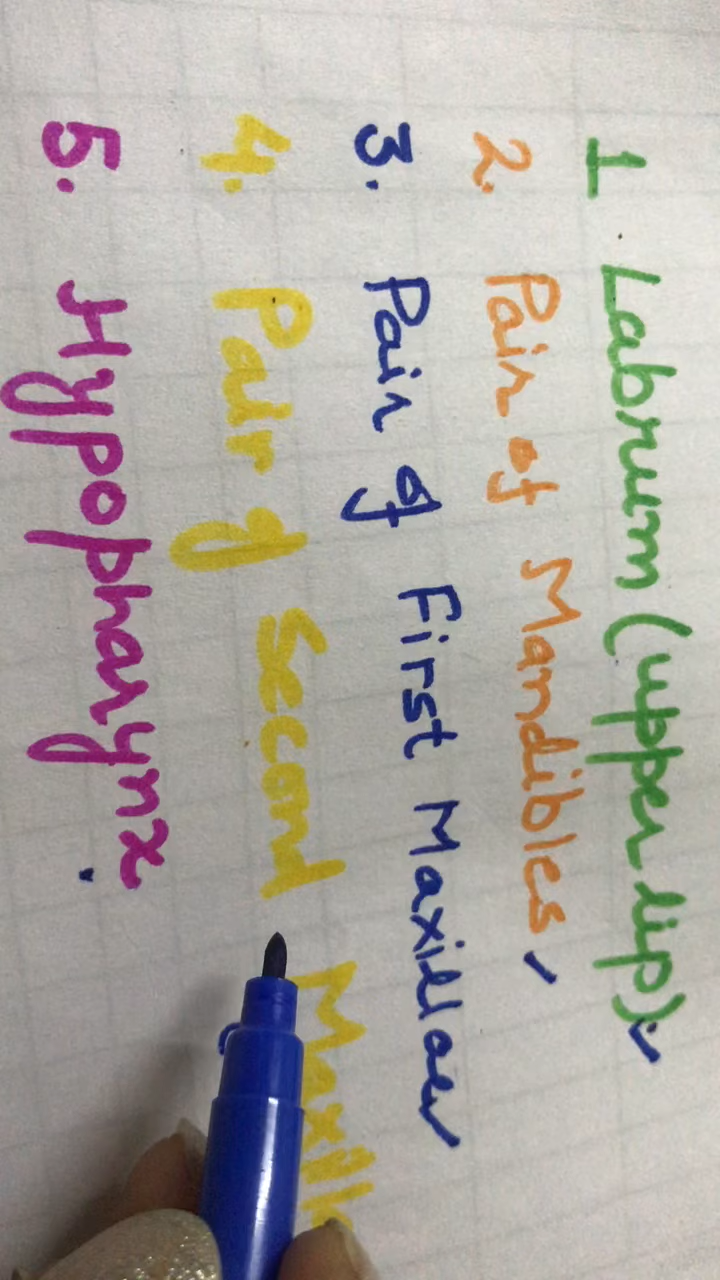 1. Labrum (upper lip)
2. Pair of Mandibles
3. Pair of First Maxillae
4. Pair of Second
5. Hypopharynx.